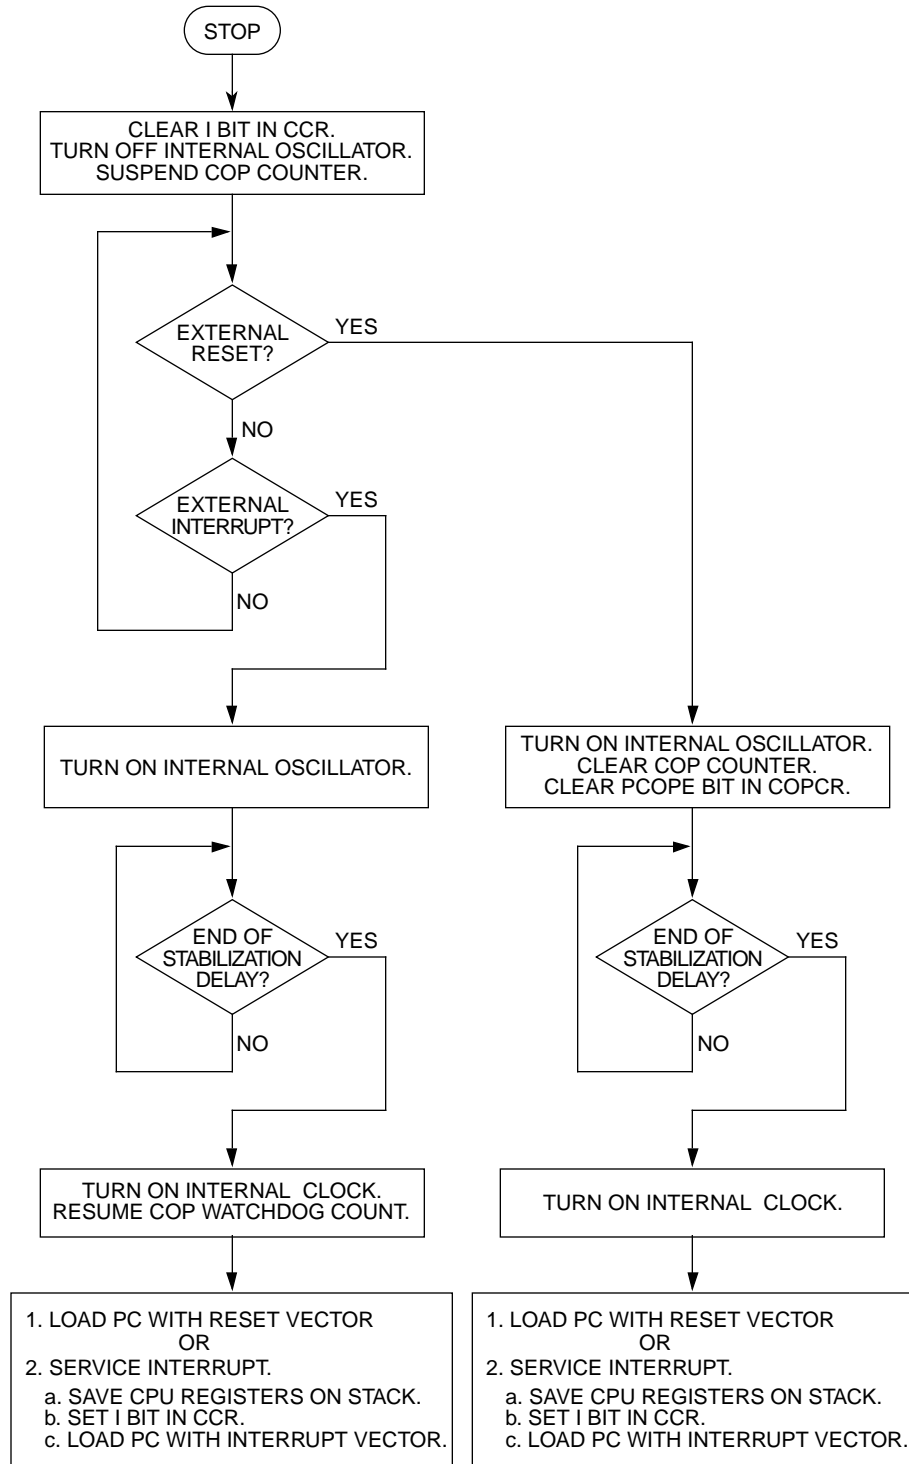 STOP
CLEAR I BIT IN CCR.
TURN OFF INTERNAL OSCILLATOR.
SUSPEND COP COUNTER.
EXTERNAL
RESET?
YES
NO
EXTERNAL
INTERRUPT?
YES
NO
TURN ON INTERNAL OSCILLATOR.
TURN ON INTERNAL OSCILLATOR.
CLEAR COP COUNTER.
CLEAR PCOPE BIT IN COPCR.
END OF
STABILIZATION
DELAY?
YES
NO
END OF
STABILIZATION
DELAY?
YES
NO
TURN ON INTERNAL CLOCK.
RESUME COP WATCHDOG COUNT.
TURN ON INTERNAL CLOCK.
1. LOAD PC WITH RESET VECTOR
OR
2. SERVICE INTERRUPT.
a. SAVE CPU REGISTERS ON STACK.
b. SET I BIT IN CCR.
c. LOAD PC WITH INTERRUPT VECTOR.
1. LOAD PC WITH RESET VECTOR
OR
2. SERVICE INTERRUPT.
a. SAVE CPU REGISTERS ON STACK.
b. SET I BIT IN CCR.
c. LOAD PC WITH INTERRUPT VECTOR.